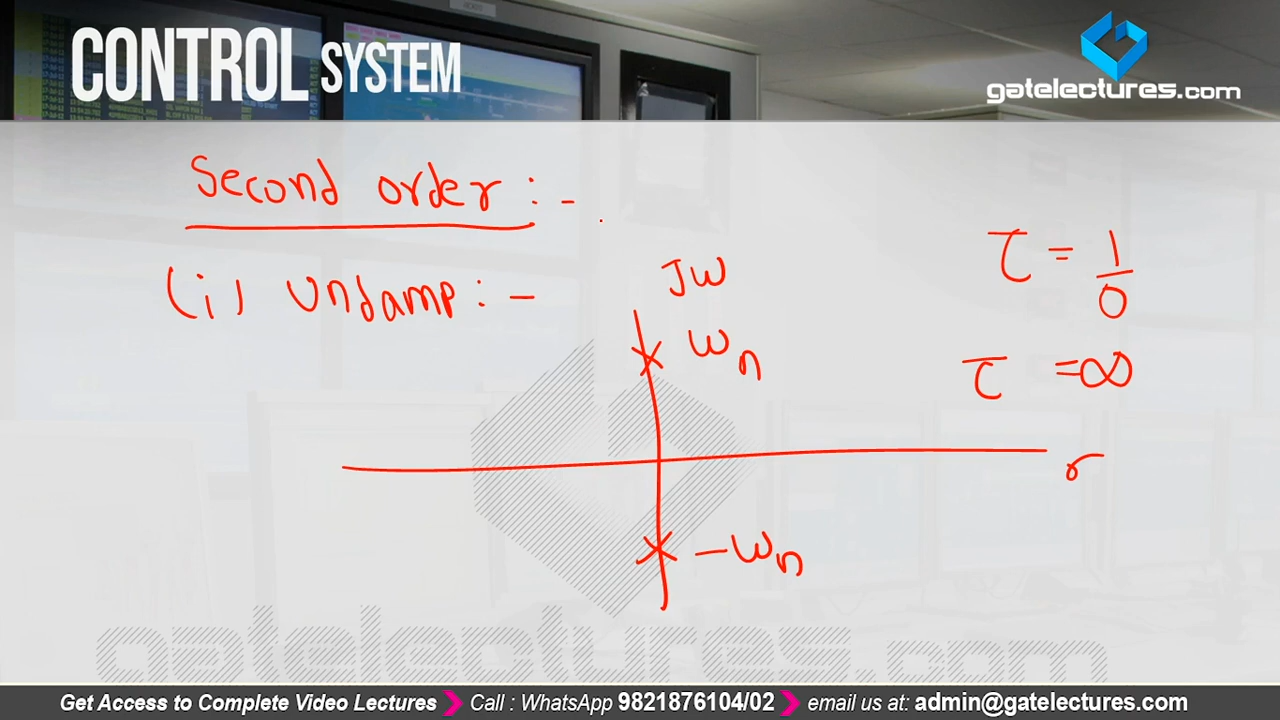 CONTROL SYSTEM
gatelectures.com
Second order :-
(i) Undamp :-
Jω
ωn
-ωn
σ
τ = 1/0
τ = ∞
gatelectures.com
Get Access to Complete Video Lectures Call : WhatsApp 9821876104/02 email us at: admin@gatelectures.com